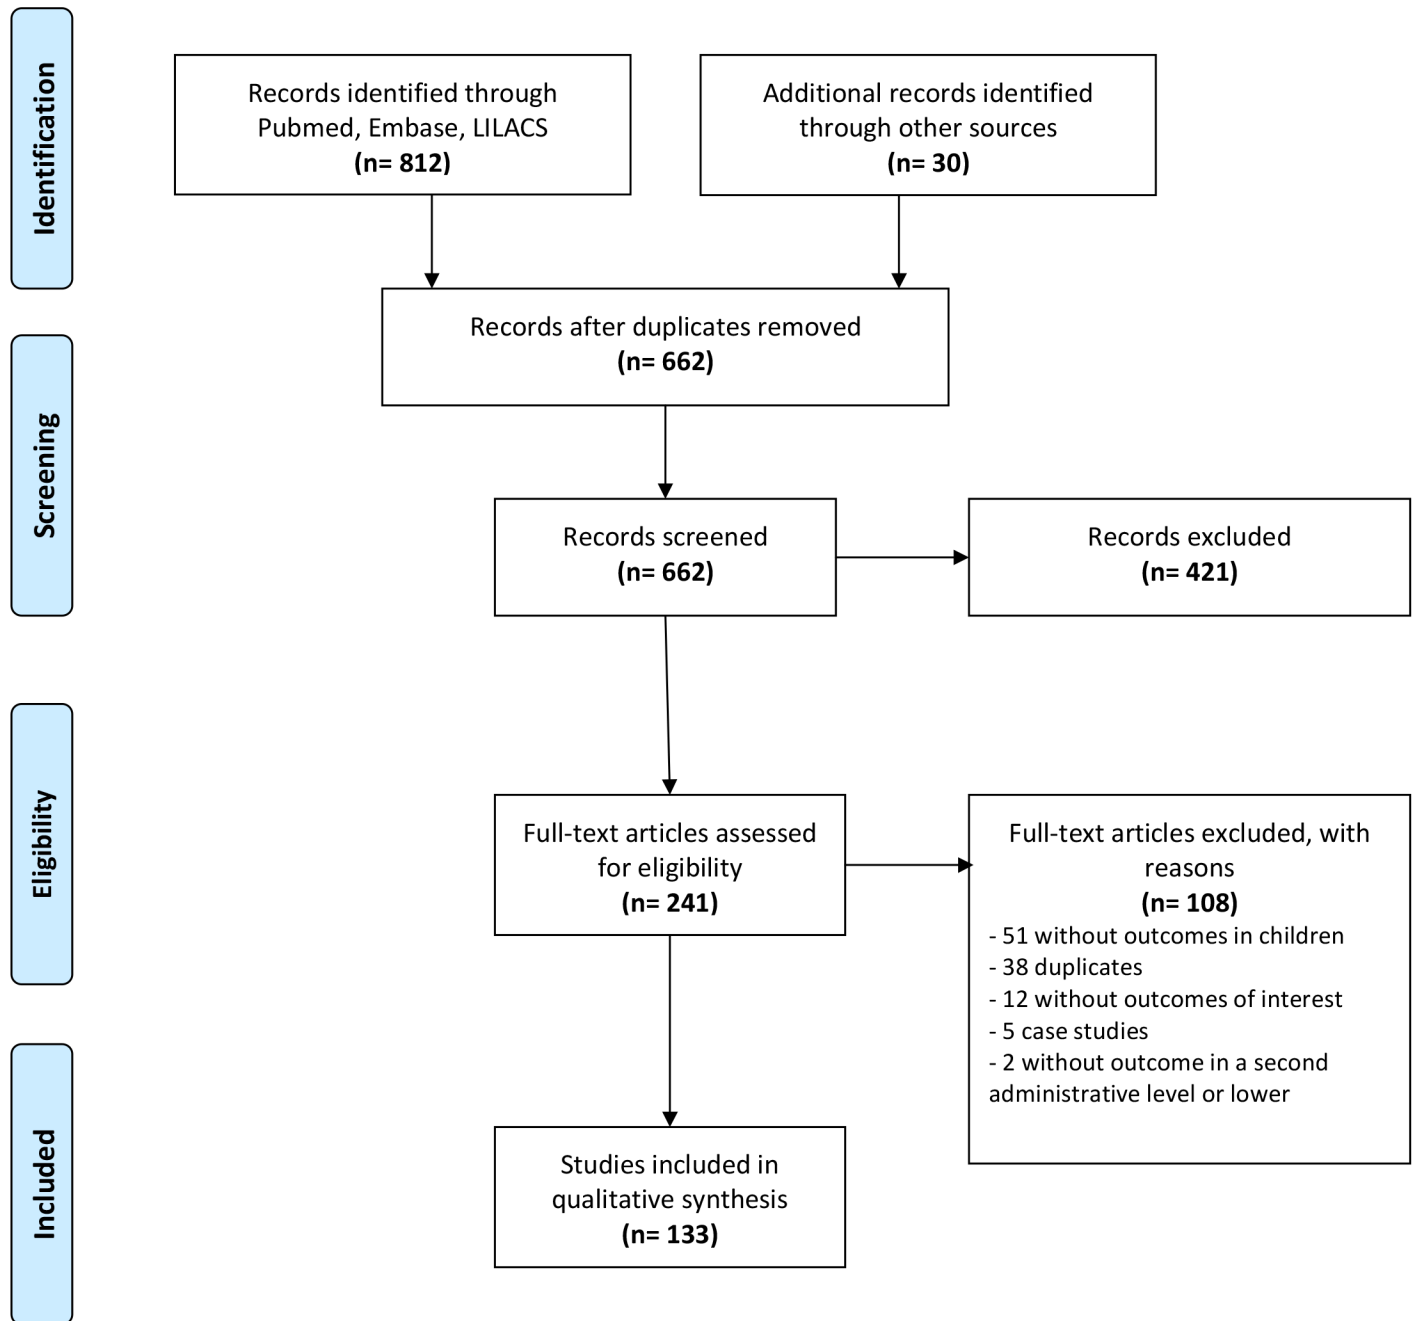 Identification
Records identified through
Pubmed, Embase, LILACS
(n= 812)
Additional records identified
through other sources
(n= 30)
Records after duplicates removed
(n= 662)
Screening
Records screened
(n= 662)
Records excluded
(n= 421)
Eligibility
Full-text articles assessed
for eligibility
(n= 241)
Full-text articles excluded, with
reasons
(n= 108)
- 51 without outcomes in children
- 38 duplicates
- 12 without outcomes of interest
- 5 case studies
- 2 without outcome in a second
administrative level or lower
Included
Studies included in
qualitative synthesis
(n= 133)